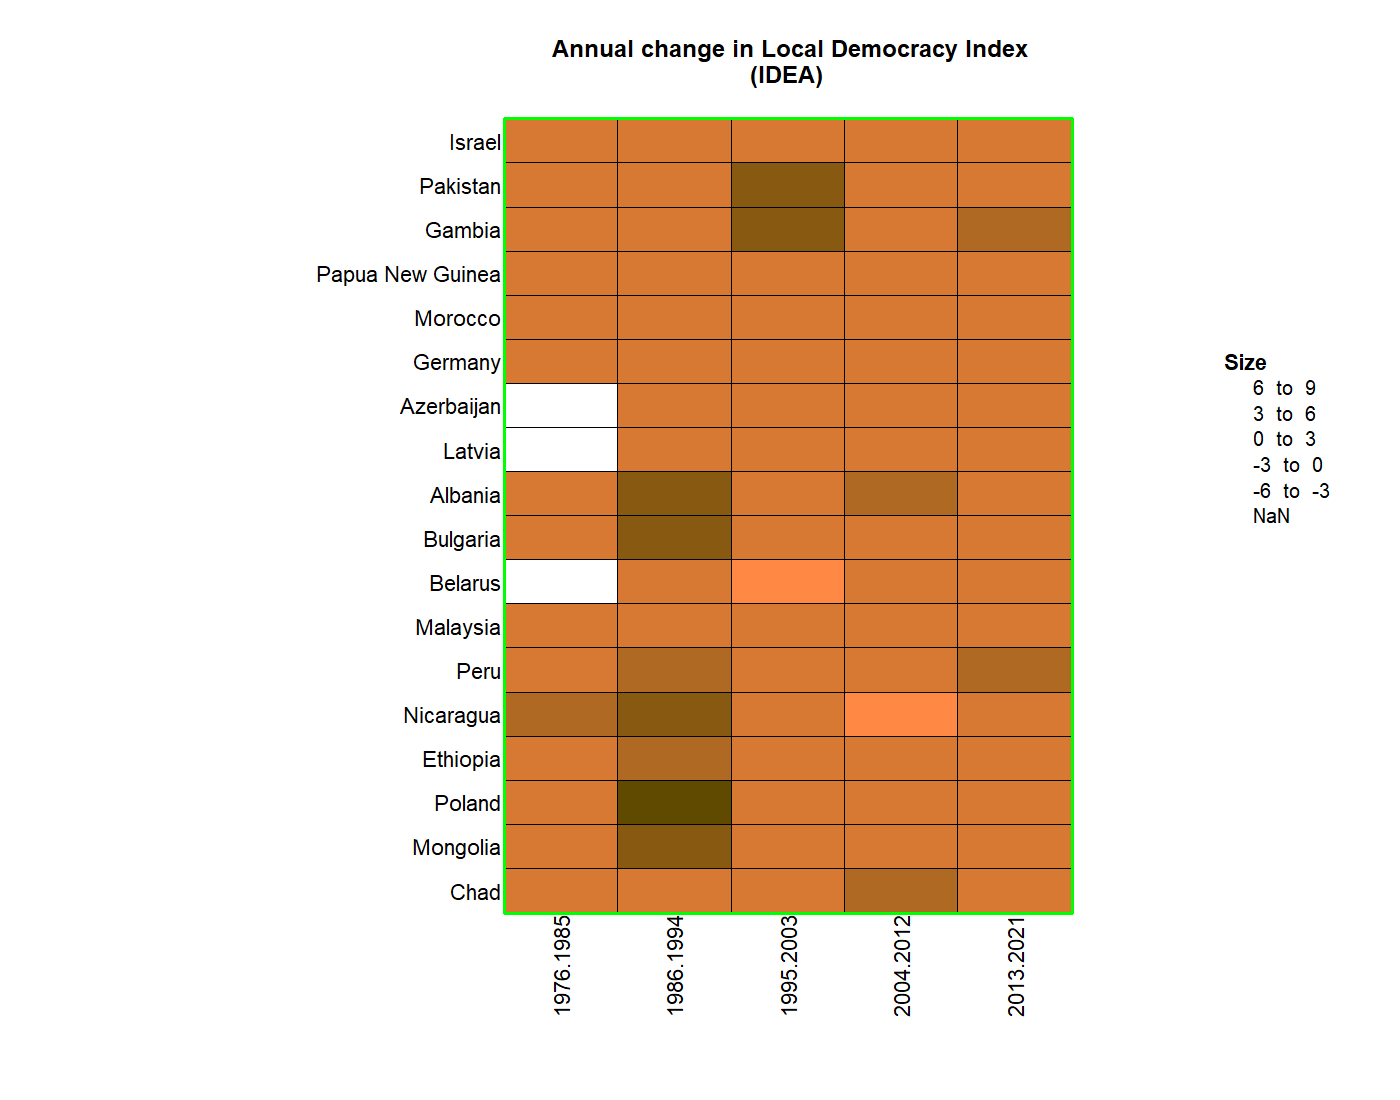 Annual change in Local Democracy Index
(IDEA)
Israel
Pakistan
Gambia
Papua New Guinea
Morocco
Germany
Azerbaijan
Latvia
Albania
Bulgaria
Belarus
Malaysia
Peru
Nicaragua
Ethiopia
Poland
Mongolia
Chad
1976.1985
1986.1994
1995.2003
2004.2012
2013.2021
Size
6 to 9
3 to 6
0 to 3
-3 to 0
-6 to -3
NaN